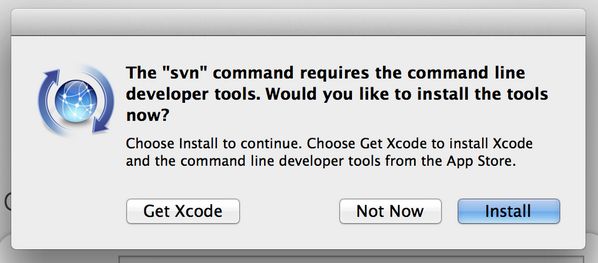 The "svn" command requires the command line
developer tools. Would you like to install the tools
now?
Choose Install to continue. Choose Get Xcode to install Xcode
and the command line developer tools from the App Store.
Get Xcode
Not Now
Install